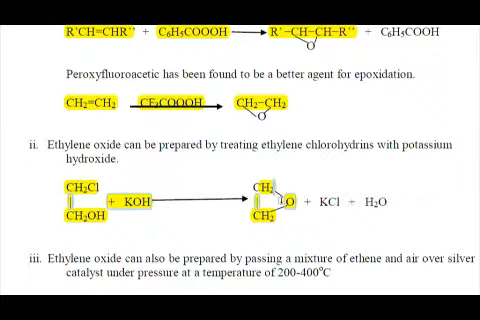 R’CH=CHR’’ + C₆H₅COOOH → R’−CH−CH−R’’ + C₆H₅COOH
O
Peroxyfluoroacetic has been found to be a better agent for epoxidation.
CH₂=CH₂ CF₃COOOH → CH₂−CH₂
O
ii. Ethylene oxide can be prepared by treating ethylene chlorohydrins with potassium
hydroxide.
CH₂Cl CH₂
| + KOH → | O + KCl + H₂O
CH₂OH CH₂
iii. Ethylene oxide can also be prepared by passing a mixture of ethene and air over silver
catalyst under pressure at a temperature of 200-400°C